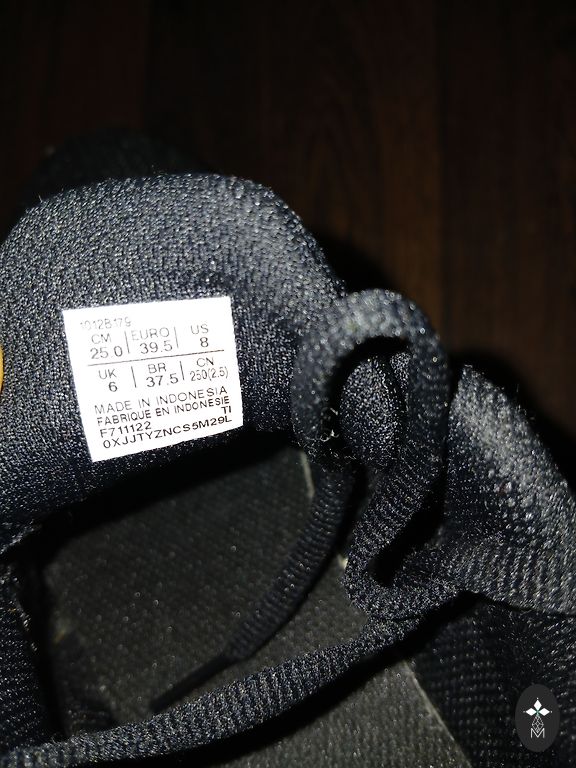 1012B179
CM EURO US
25.0 39.5 8
UK BR CN
6 37.5 250(2.5)
MADE IN INDONESIA
FABRIQUE EN INDONESIE
F711122 TI
0XJJTYZNCS5M29L
M